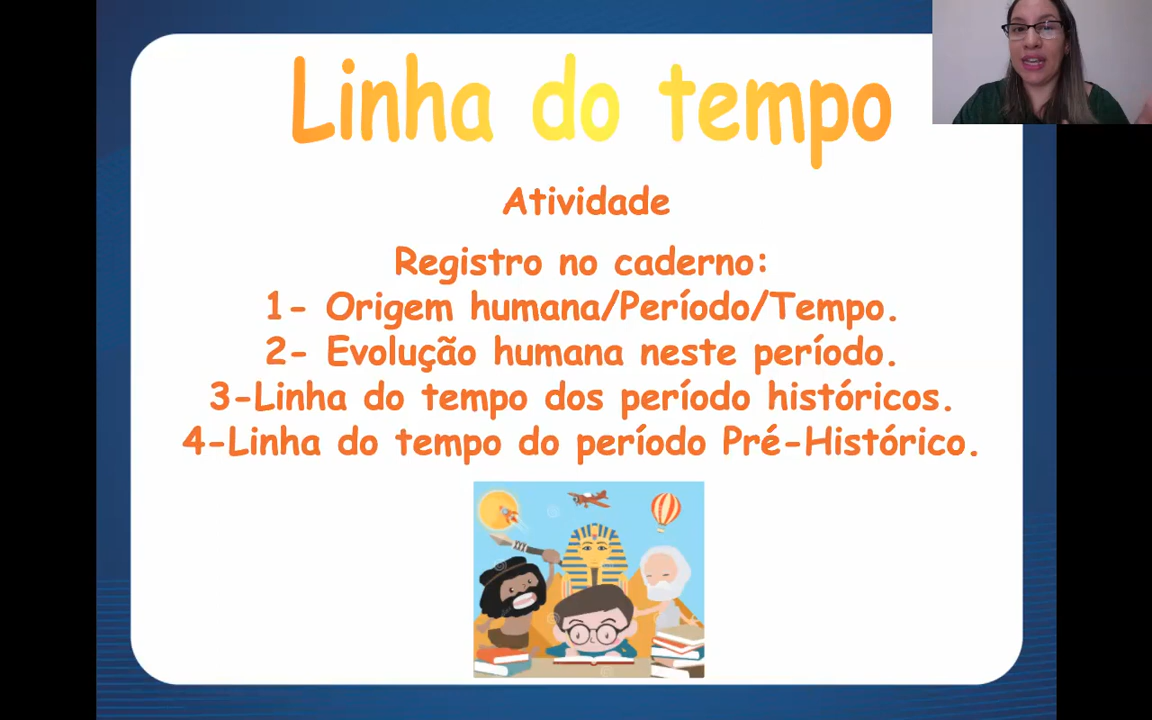 Linha do tempo
Atividade
Registro no caderno:
1- Origem humana/Período/Tempo.
2- Evolução humana neste período.
3-Linha do tempo dos período históricos.
4-Linha do tempo do período Pré-Histórico.